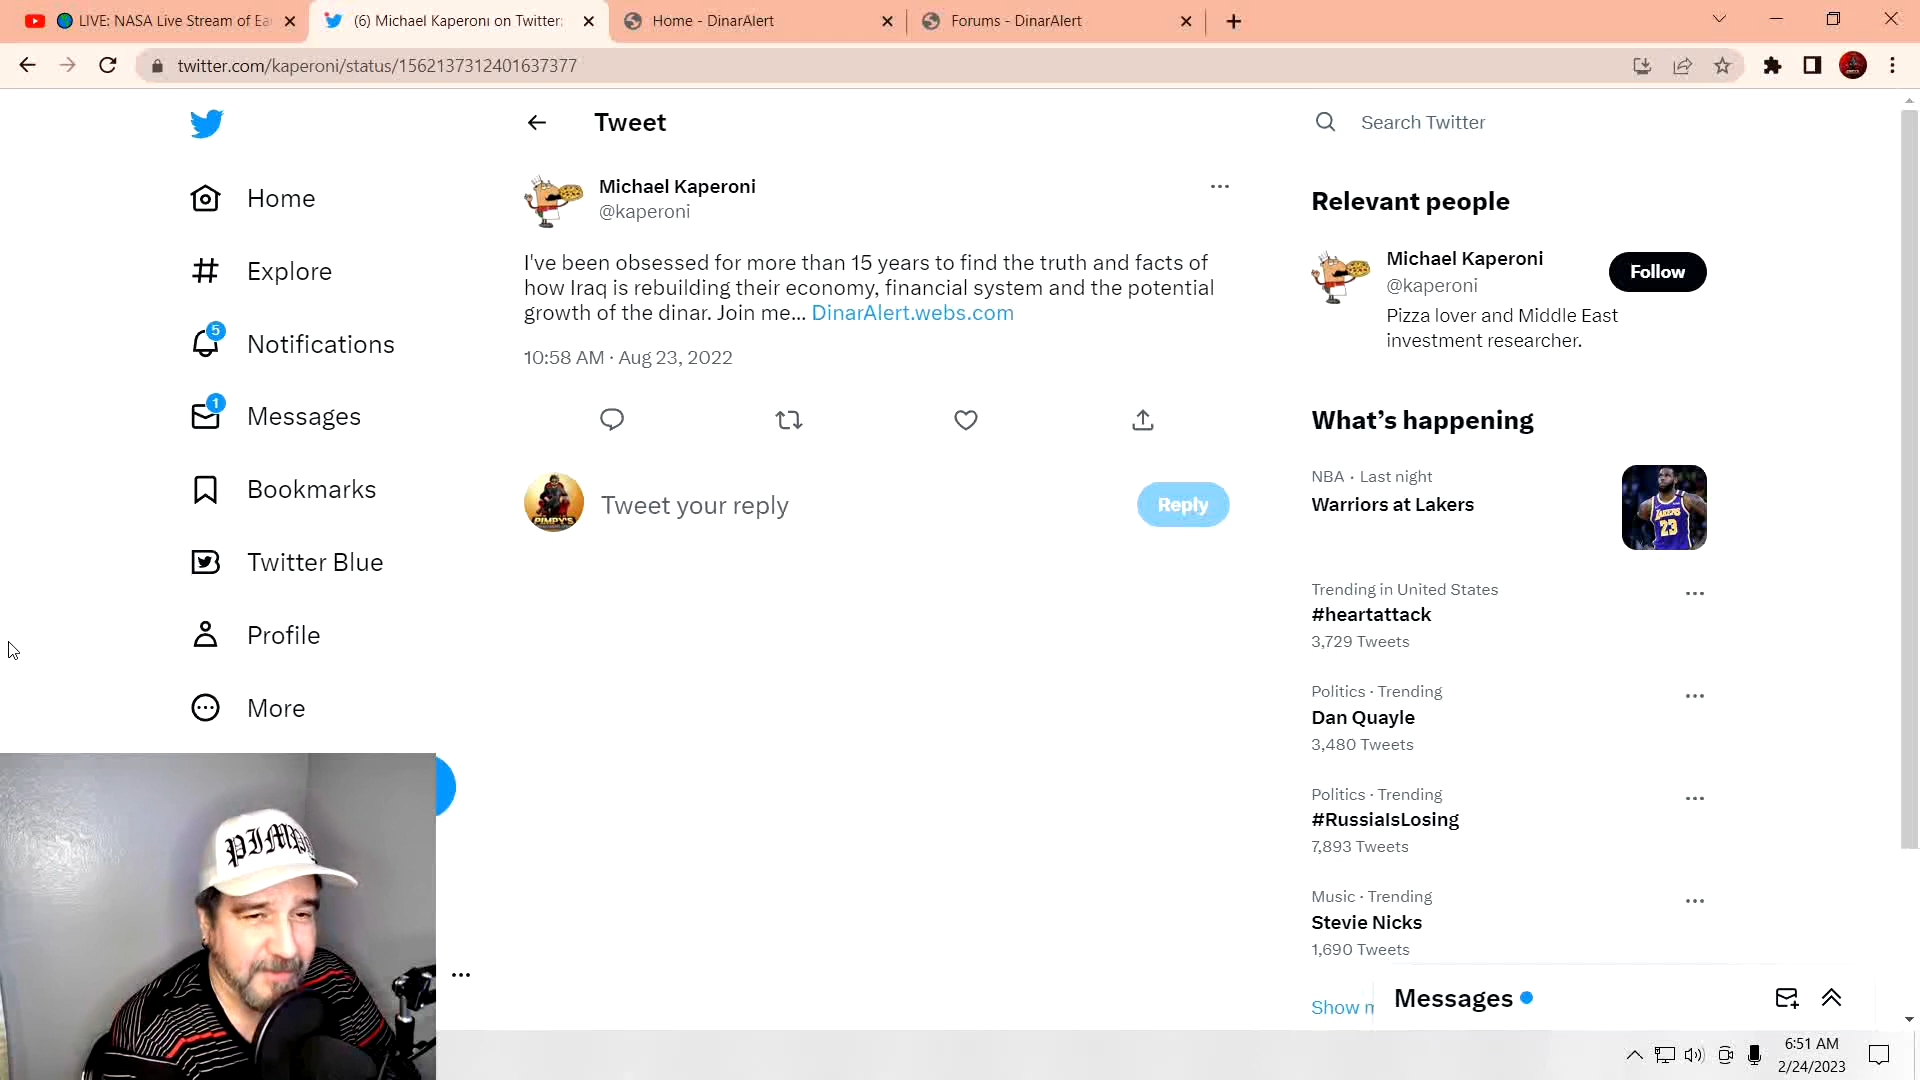 LIVE: NASA Live Stream of Ea
(6) Michael Kaperoni on Twitter:
Home - DinarAlert
Forums - DinarAlert
twitter.com/kaperoni/status/1562137312401637377
Tweet
Search Twitter
Home
Explore
5
Notifications
1
Messages
Bookmarks
Twitter Blue
Profile
More
Michael Kaperoni
@kaperoni
I've been obsessed for more than 15 years to find the truth and facts of
how Iraq is rebuilding their economy, financial system and the potential
growth of the dinar. Join me... DinarAlert.webs.com
10:58 AM · Aug 23, 2022
PIMPY'S
Tweet your reply
Reply
Relevant people
Michael Kaperoni
@kaperoni
Follow
Pizza lover and Middle East
investment researcher.
What's happening
NBA · Last night
Warriors at Lakers
LAKERS
23
Trending in United States
#heartattack
3,729 Tweets
Politics · Trending
Dan Quayle
3,480 Tweets
Politics · Trending
#RussiaIsLosing
7,893 Tweets
Music · Trending
Stevie Nicks
1,690 Tweets
Show m
Messages
PIMP
6:51 AM
2/24/2023